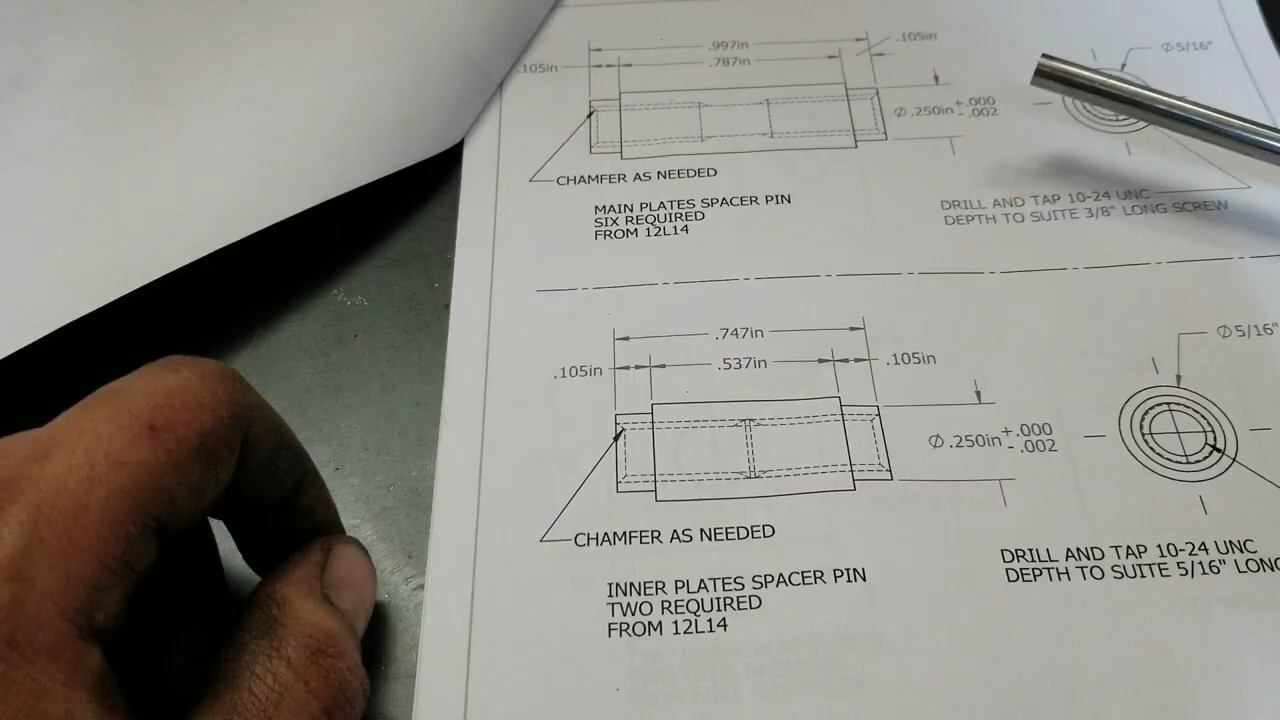 .997in
.105in
.787in
.105in
Ø5/16"
Ø.250in +.000
-.002
CHAMFER AS NEEDED
MAIN PLATES SPACER PIN
SIX REQUIRED
FROM 12L14
DRILL AND TAP 10-24 UNC
DEPTH TO SUITE 3/8" LONG SCREW
.747in
.105in
.537in
.105in
Ø5/16"
Ø.250in +.000
-.002
CHAMFER AS NEEDED
INNER PLATES SPACER PIN
TWO REQUIRED
FROM 12L14
DRILL AND TAP 10-24 UNC
DEPTH TO SUITE 5/16" LONG